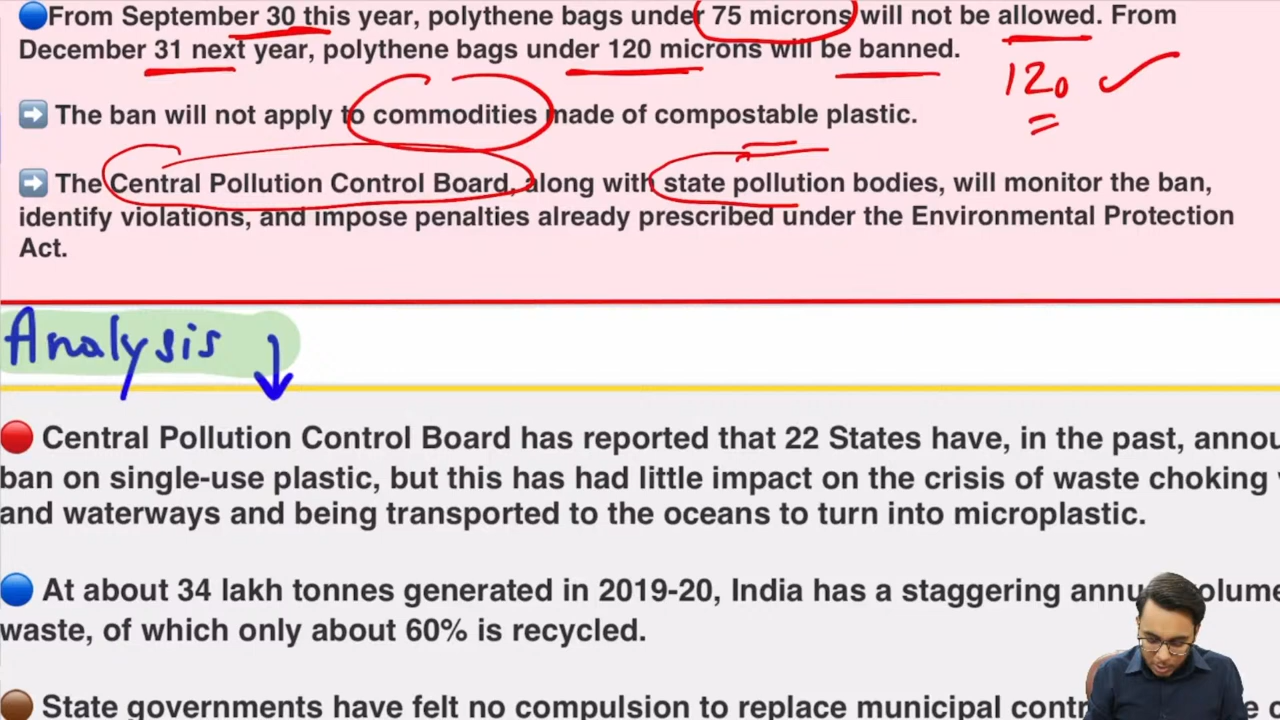 From September 30 this year, polythene bags under 75 microns will not be allowed. From
December 31 next year, polythene bags under 120 microns will be banned.
120
The ban will not apply to commodities made of compostable plastic.
The Central Pollution Control Board, along with state pollution bodies, will monitor the ban,
identify violations, and impose penalties already prescribed under the Environmental Protection
Act.
Analysis
Central Pollution Control Board has reported that 22 States have, in the past, annou
ban on single-use plastic, but this has had little impact on the crisis of waste choking
and waterways and being transported to the oceans to turn into microplastic.
At about 34 lakh tonnes generated in 2019-20, India has a staggering annu olume
waste, of which only about 60% is recycled.
State governments have felt no compulsion to replace municipal contr